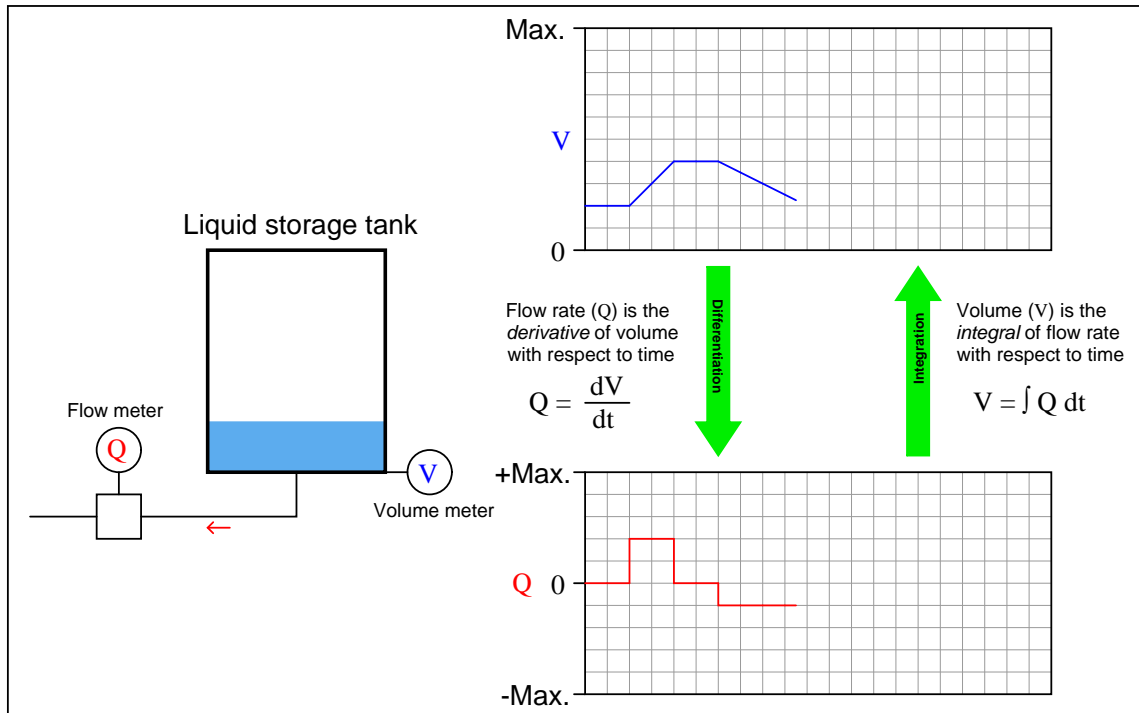 Max.
V
0
Liquid storage tank
Flow meter
Q
V
Volume meter
Flow rate (Q) is the
derivative of volume
with respect to time
Q = dV
dt
Differentiation
Integration
Volume (V) is the
integral of flow rate
with respect to time
V = ∫ Q dt
+Max.
Q 0
-Max.